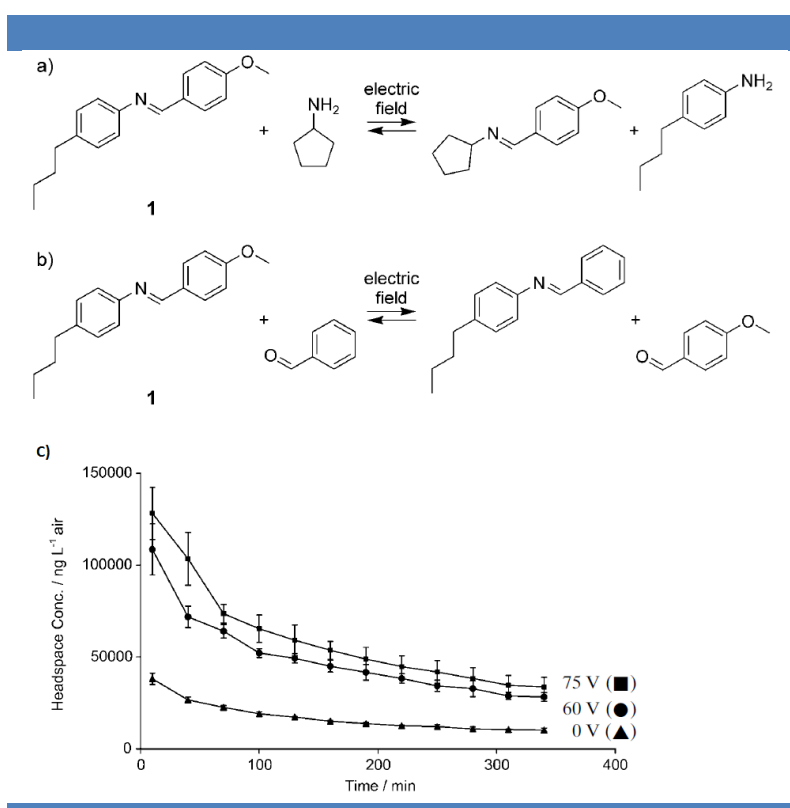 a)
N
O
NH2
+
electric
field
N
O
+
NH2
1
b)
N
O
+
O
electric
field
N
+
O
O
1
c)
150000
100000
50000
0
Headspace Conc. / ng L-1 air
75 V (■)
60 V (●)
0 V (▲)
0 100 200 300 400
Time / min